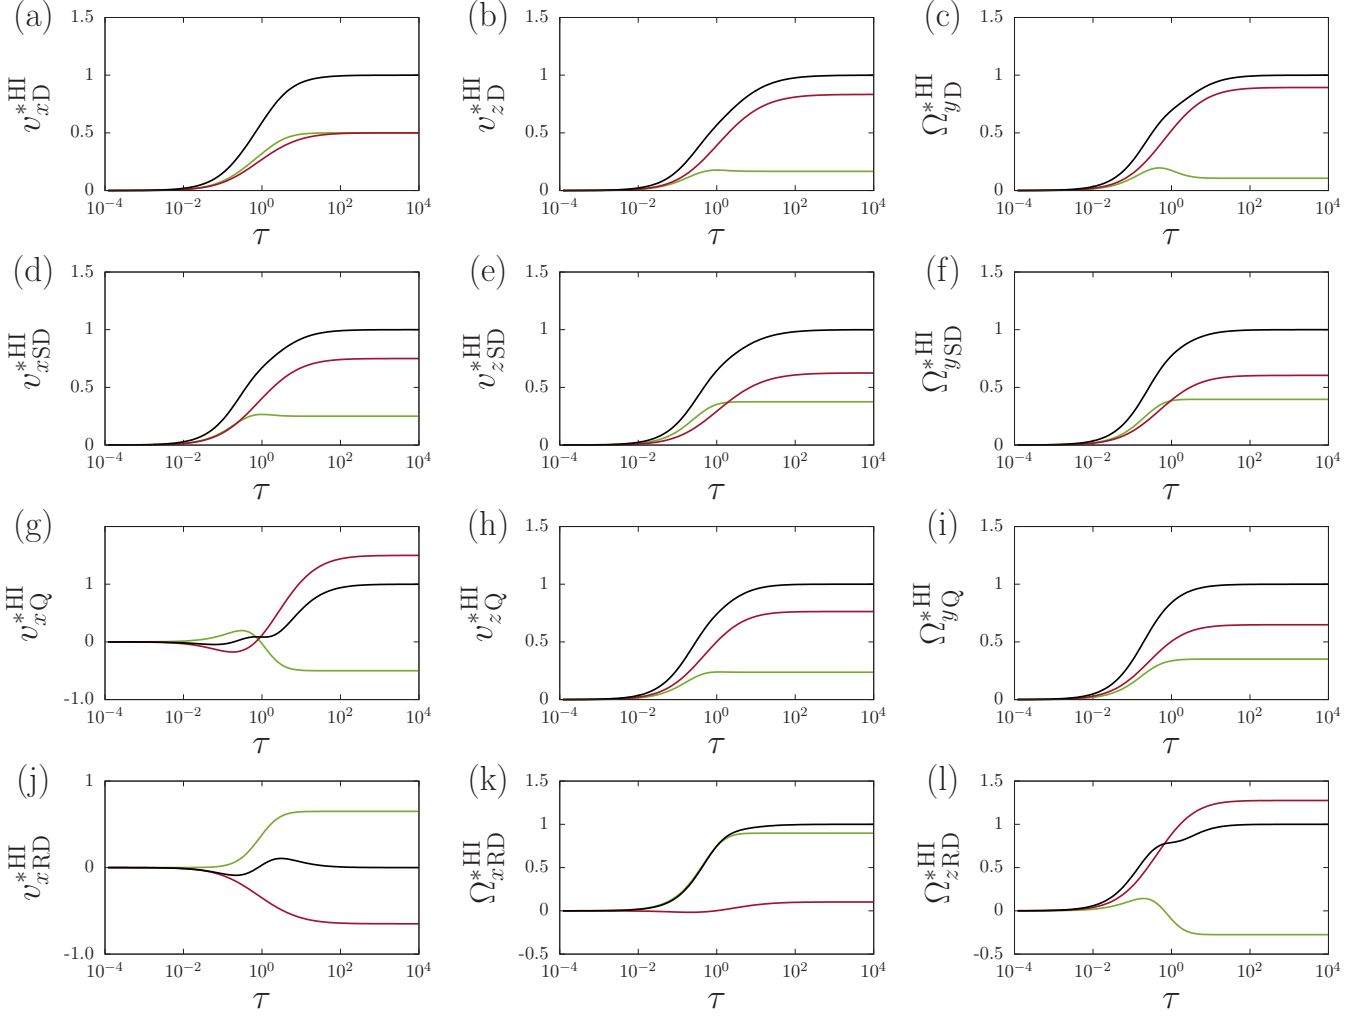 (a) (b) (c)
1.5 1.5 1.5
v*HI xD v*HI zD Ω*HI yD
1 1 1
0.5 0.5 0.5
0 0 0
10⁻⁴ 10⁻² 10⁰ 10² 10⁴ 10⁻⁴ 10⁻² 10⁰ 10² 10⁴ 10⁻⁴ 10⁻² 10⁰ 10² 10⁴
τ τ τ
(d) (e) (f)
1.5 1.5 1.5
v*HI xSD v*HI zSD Ω*HI ySD
1 1 1
0.5 0.5 0.5
0 0 0
10⁻⁴ 10⁻² 10⁰ 10² 10⁴ 10⁻⁴ 10⁻² 10⁰ 10² 10⁴ 10⁻⁴ 10⁻² 10⁰ 10² 10⁴
τ τ τ
(g) (h) (i)
1.5 1.5
v*HI xQ v*HI zQ Ω*HI yQ
1 1 1
0 0.5 0.5
-1.0 0 0
10⁻⁴ 10⁻² 10⁰ 10² 10⁴ 10⁻⁴ 10⁻² 10⁰ 10² 10⁴ 10⁻⁴ 10⁻² 10⁰ 10² 10⁴
τ τ τ
(j) (k) (l)
1 1.5 1.5
v*HI xRD Ω*HI xRD Ω*HI zRD
1 1
0 0.5 0.5
0 0
-1.0 -0.5 -0.5
10⁻⁴ 10⁻² 10⁰ 10² 10⁴ 10⁻⁴ 10⁻² 10⁰ 10² 10⁴ 10⁻⁴ 10⁻² 10⁰ 10² 10⁴
τ τ τ